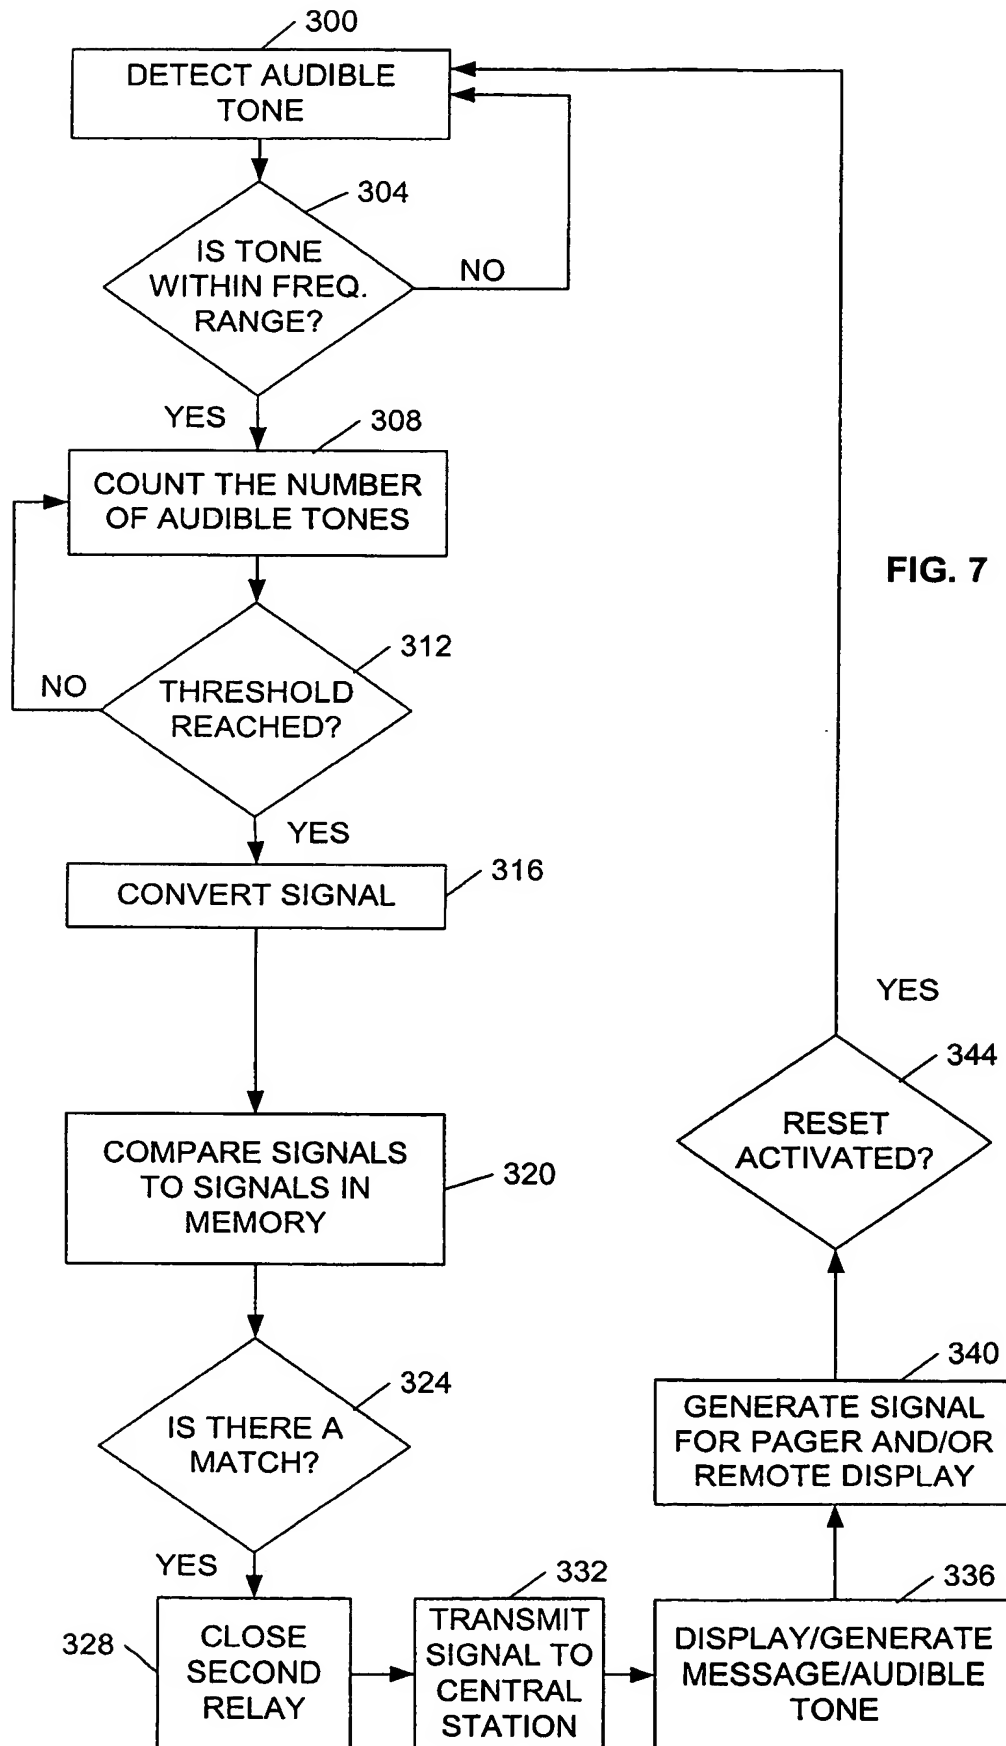 300
DETECT AUDIBLE
TONE
304
IS TONE
WITHIN FREQ.
RANGE?
NO
YES
308
COUNT THE NUMBER
OF AUDIBLE TONES
FIG. 7
312
NO
THRESHOLD
REACHED?
YES
316
CONVERT SIGNAL
320
COMPARE SIGNALS
TO SIGNALS IN
MEMORY
324
IS THERE A
MATCH?
YES
328
CLOSE
SECOND
RELAY
332
TRANSMIT
SIGNAL TO
CENTRAL
STATION
336
DISPLAY/GENERATE
MESSAGE/AUDIBLE
TONE
340
GENERATE SIGNAL
FOR PAGER AND/OR
REMOTE DISPLAY
344
RESET
ACTIVATED?
YES